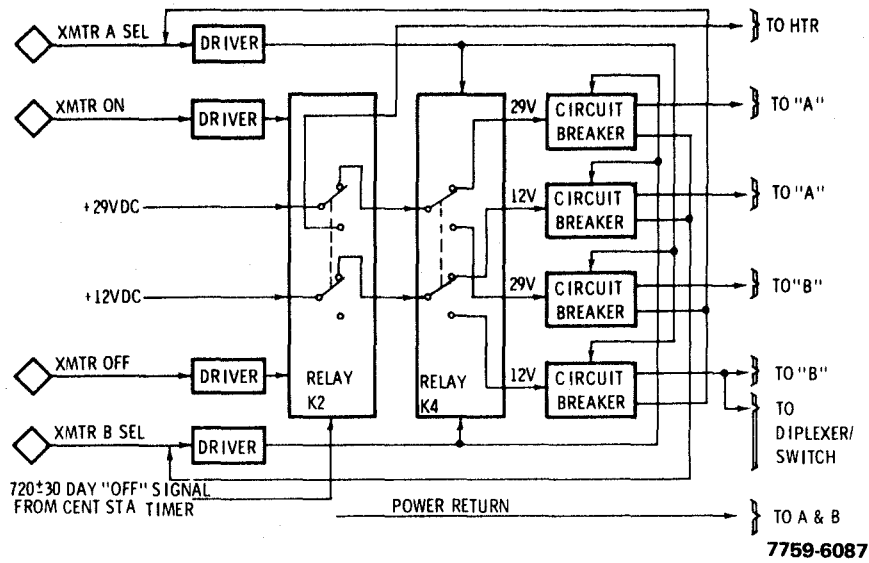 XMTR A SEL
DRIVER
TO HTR
XMTR ON
DRIVER
29V
CIRCUIT
BREAKER
TO "A"
+29VDC
12V
CIRCUIT
BREAKER
TO "A"
+12VDC
29V
CIRCUIT
BREAKER
TO "B"
XMTR OFF
DRIVER
RELAY
K2
RELAY
K4
12V
CIRCUIT
BREAKER
TO "B"
TO
DIPLEXER/
SWITCH
XMTR B SEL
DRIVER
720±30 DAY "OFF" SIGNAL
FROM CENT STA TIMER
POWER RETURN
TO A & B
7759-6087